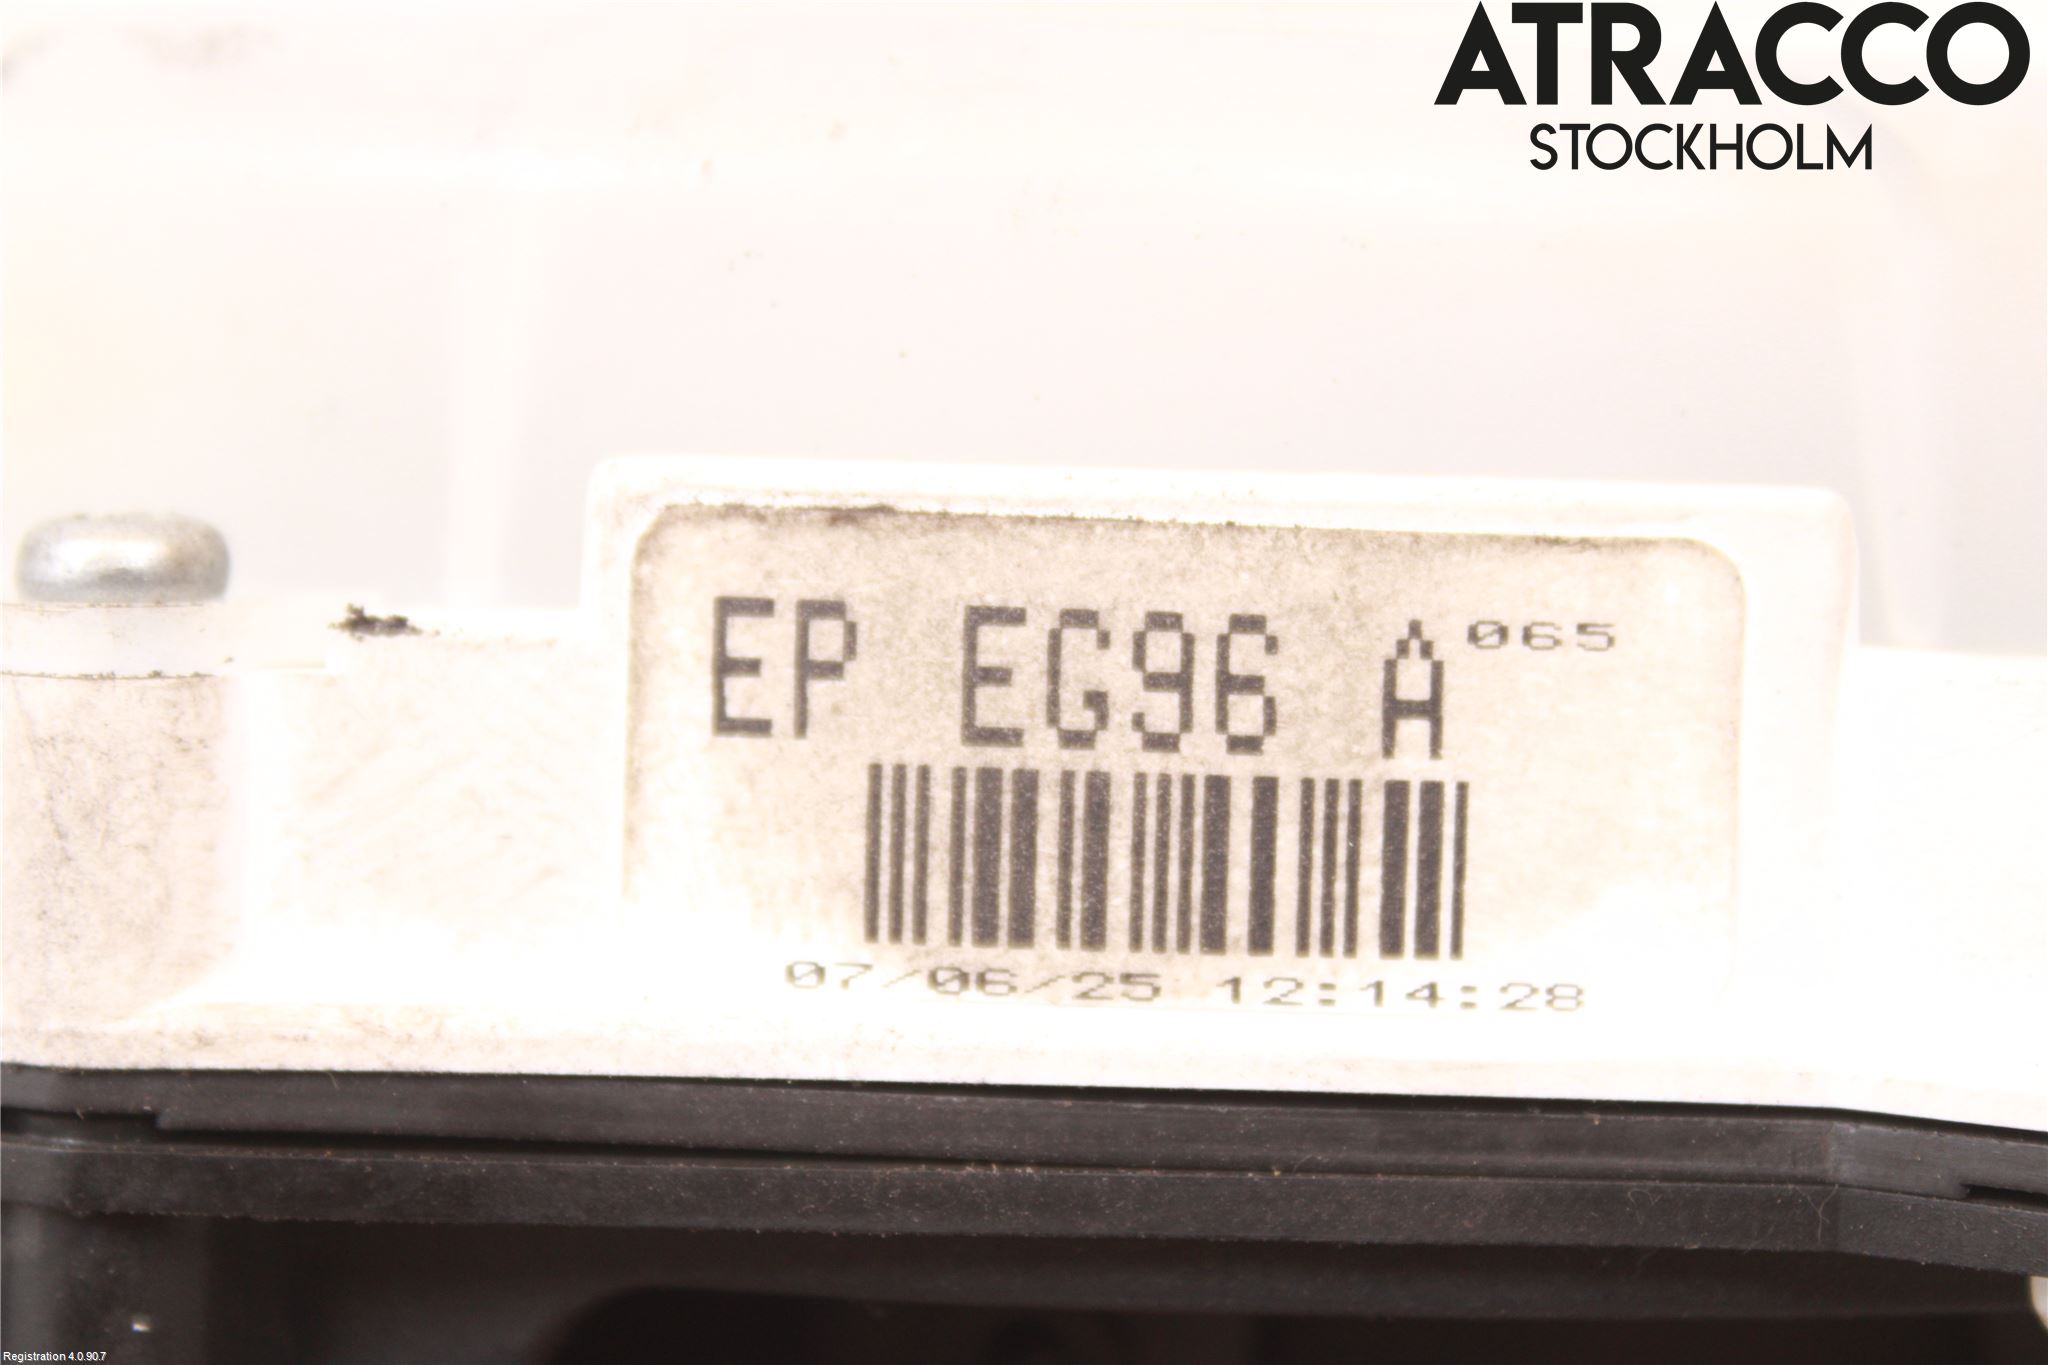 ATRACCO
STOCKHOLM
EP EG96 A 065
07/06/25 12:14:28
Registration 4.0.90.7